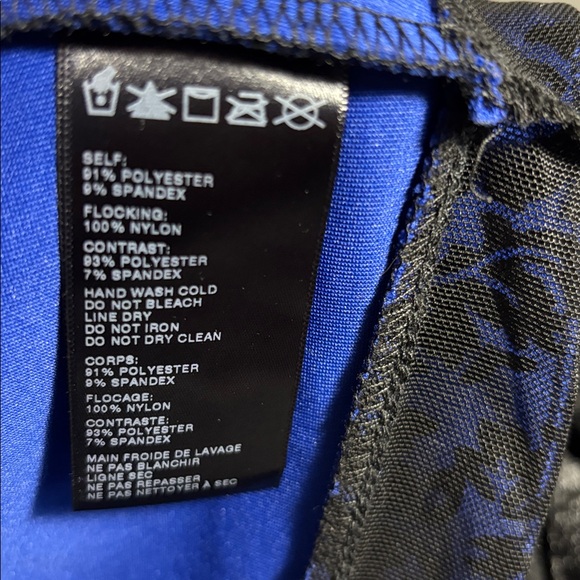 SELF:
91% POLYESTER
9% SPANDEX
FLOCKING:
100% NYLON
CONTRAST:
93% POLYESTER
7% SPANDEX
HAND WASH COLD
DO NOT BLEACH
LINE DRY
DO NOT IRON
DO NOT DRY CLEAN
CORPS:
91% POLYESTER
9% SPANDEX
FLOCAGE:
100% NYLON
CONTRASTE:
93% POLYESTER
7% SPANDEX
MAIN FROIDE DE LAVAGE
NE PAS BLANCHIR
LIGNE SEC
NE PAS REPASSER
NE PAS NETTOYER A SEC